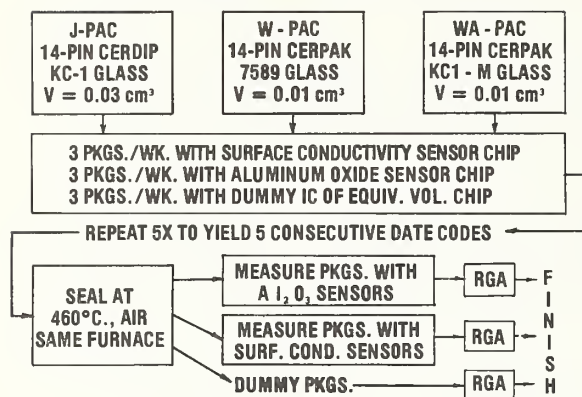 J-PAC
14-PIN CERDIP
KC-1 GLASS
V = 0.03 cm³
W - PAC
14-PIN CERPAK
7589 GLASS
V = 0.01 cm³
WA - PAC
14-PIN CERPAK
KC1 - M GLASS
V = 0.01 cm³
3 PKGS./WK. WITH SURFACE CONDUCTIVITY SENSOR CHIP
3 PKGS./WK. WITH ALUMINUM OXIDE SENSOR CHIP
3 PKGS./WK. WITH DUMMY IC OF EQUIV. VOL. CHIP
REPEAT 5X TO YIELD 5 CONSECUTIVE DATE CODES
SEAL AT
460°C., AIR
SAME FURNACE
MEASURE PKGS. WITH
A l₂ O₃ SENSORS
RGA
MEASURE PKGS. WITH
SURF. COND. SENSORS
RGA
DUMMY PKGS.
RGA
FINISH